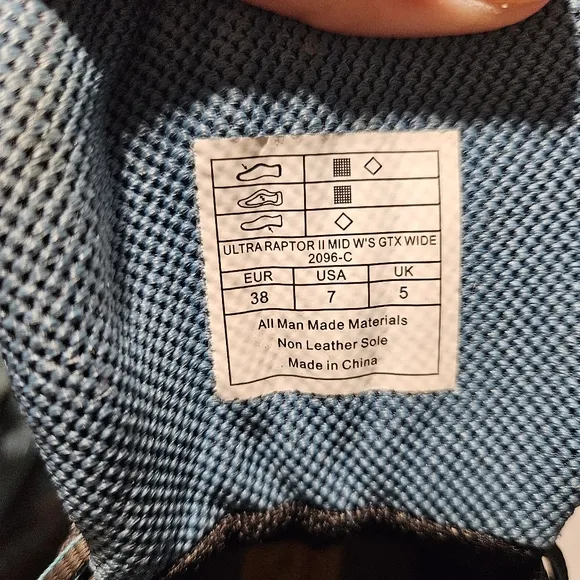 ULTRA RAPTOR II MID W'S GTX WIDE
2096-C
EUR USA UK
38 7 5
All Man Made Materials
Non Leather Sole
Made in China